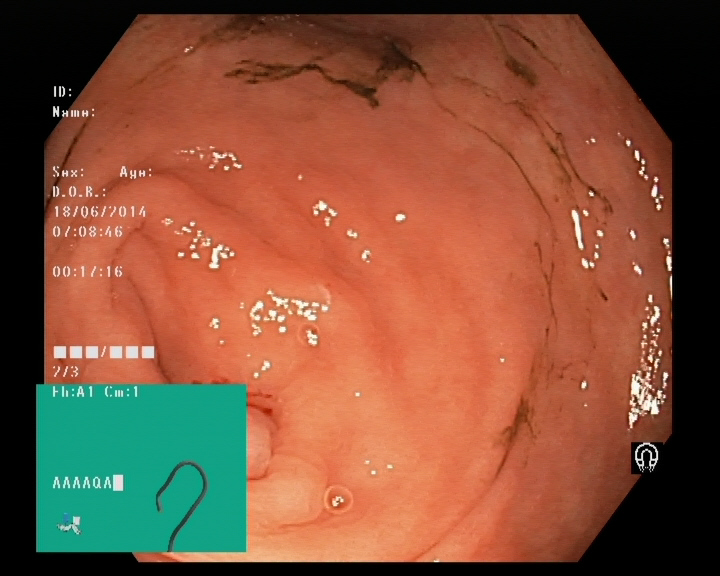 ID:
Name:
Sex: Age:
D.O.B.:
18/06/2014
07:08:46
00:17:16
■■■/■■■
2/3
Eh:A1 Cm:1
AAAAQA